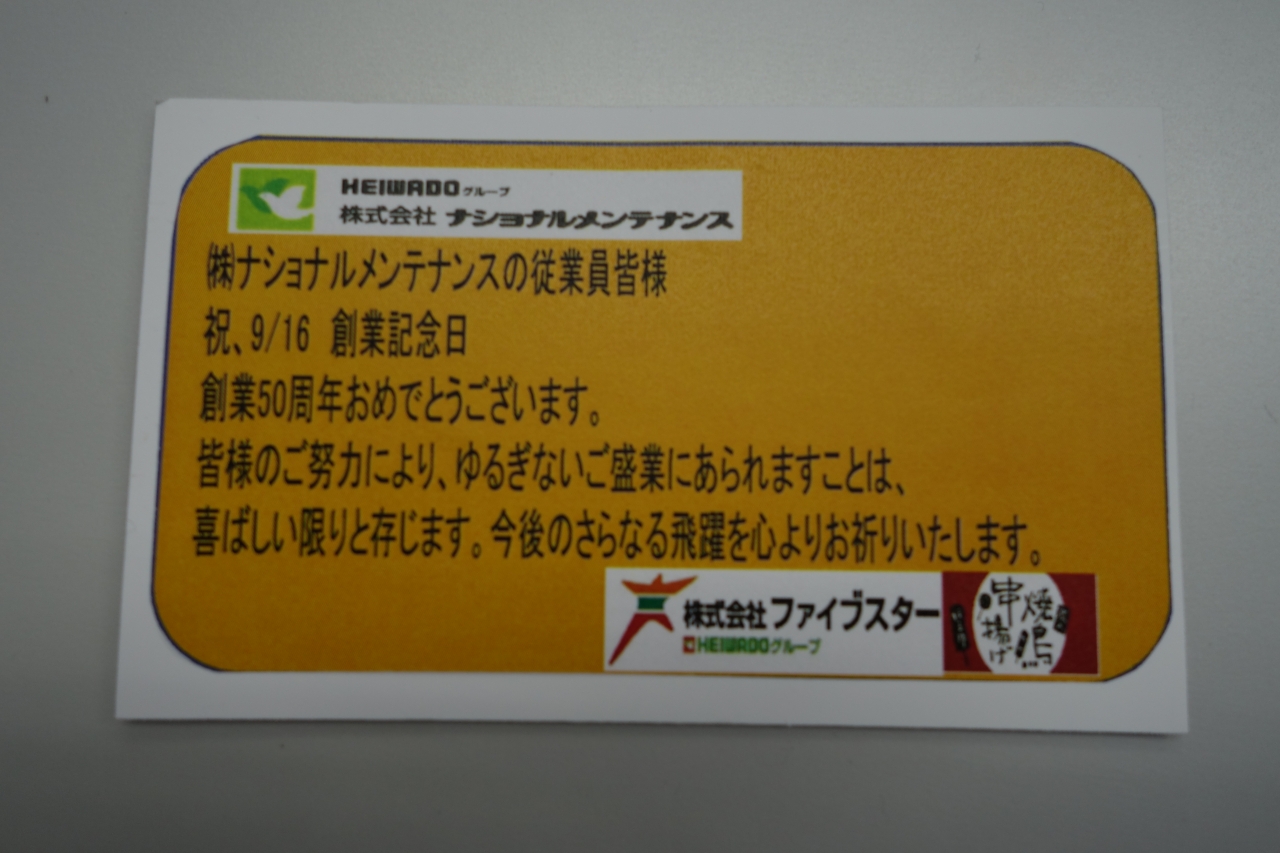 HEIWADOグループ
株式会社 ナショナルメンテナンス
㈱ナショナルメンテナンスの従業員皆様
祝、9/16 創業記念日
創業50周年おめでとうございます。
皆様のご努力により、ゆるぎないご盛業にあられますことは、
喜ばしい限りと存じます。今後のさらなる飛躍を心よりお祈りいたします。
株式会社 ファイブスター
HEIWADOグループ
焼鳥
串揚げ